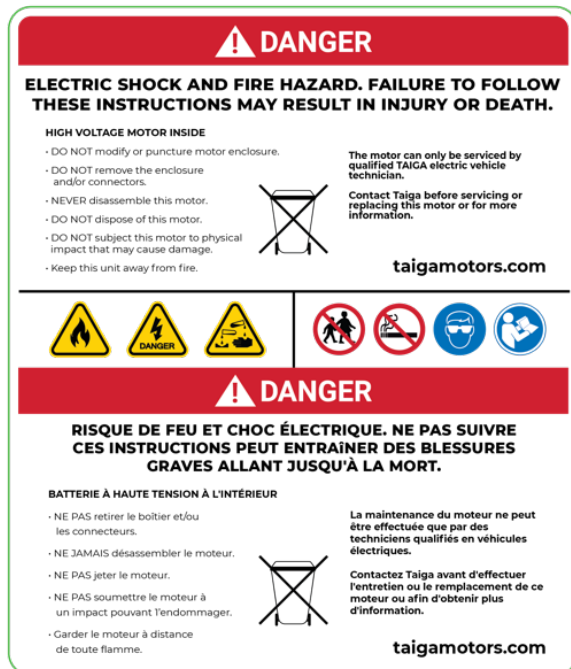 DANGER
ELECTRIC SHOCK AND FIRE HAZARD. FAILURE TO FOLLOW
THESE INSTRUCTIONS MAY RESULT IN INJURY OR DEATH.
HIGH VOLTAGE MOTOR INSIDE
• DO NOT modify or puncture motor enclosure.
• DO NOT remove the enclosure
and/or connectors.
• NEVER disassemble this motor.
• DO NOT dispose of this motor.
• DO NOT subject this motor to physical
impact that may cause damage.
• Keep this unit away from fire.
The motor can only be serviced by
qualified TAIGA electric vehicle
technician.
Contact Taiga before servicing or
replacing this motor or for more
information.
taigamotors.com
DANGER
DANGER
RISQUE DE FEU ET CHOC ÉLECTRIQUE. NE PAS SUIVRE
CES INSTRUCTIONS PEUT ENTRAîNER DES BLESSURES
GRAVES ALLANT JUSQU'À LA MORT.
BATTERIE À HAUTE TENSION À L'INTÉRIEUR
• NE PAS retirer le boîtier et/ou
les connecteurs.
• NE JAMAIS désassembler le moteur.
• NE PAS jeter le moteur.
• NE PAS soumettre le moteur à
un impact pouvant l'endommager.
• Garder le moteur à distance
de toute flamme.
La maintenance du moteur ne peut
être effectuée que par des
techniciens qualifiés en véhicules
électriques.
Contactez Taiga avant d'effectuer
l'entretien ou le remplacement de ce
moteur ou afin d'obtenir plus
d'information.
taigamotors.com